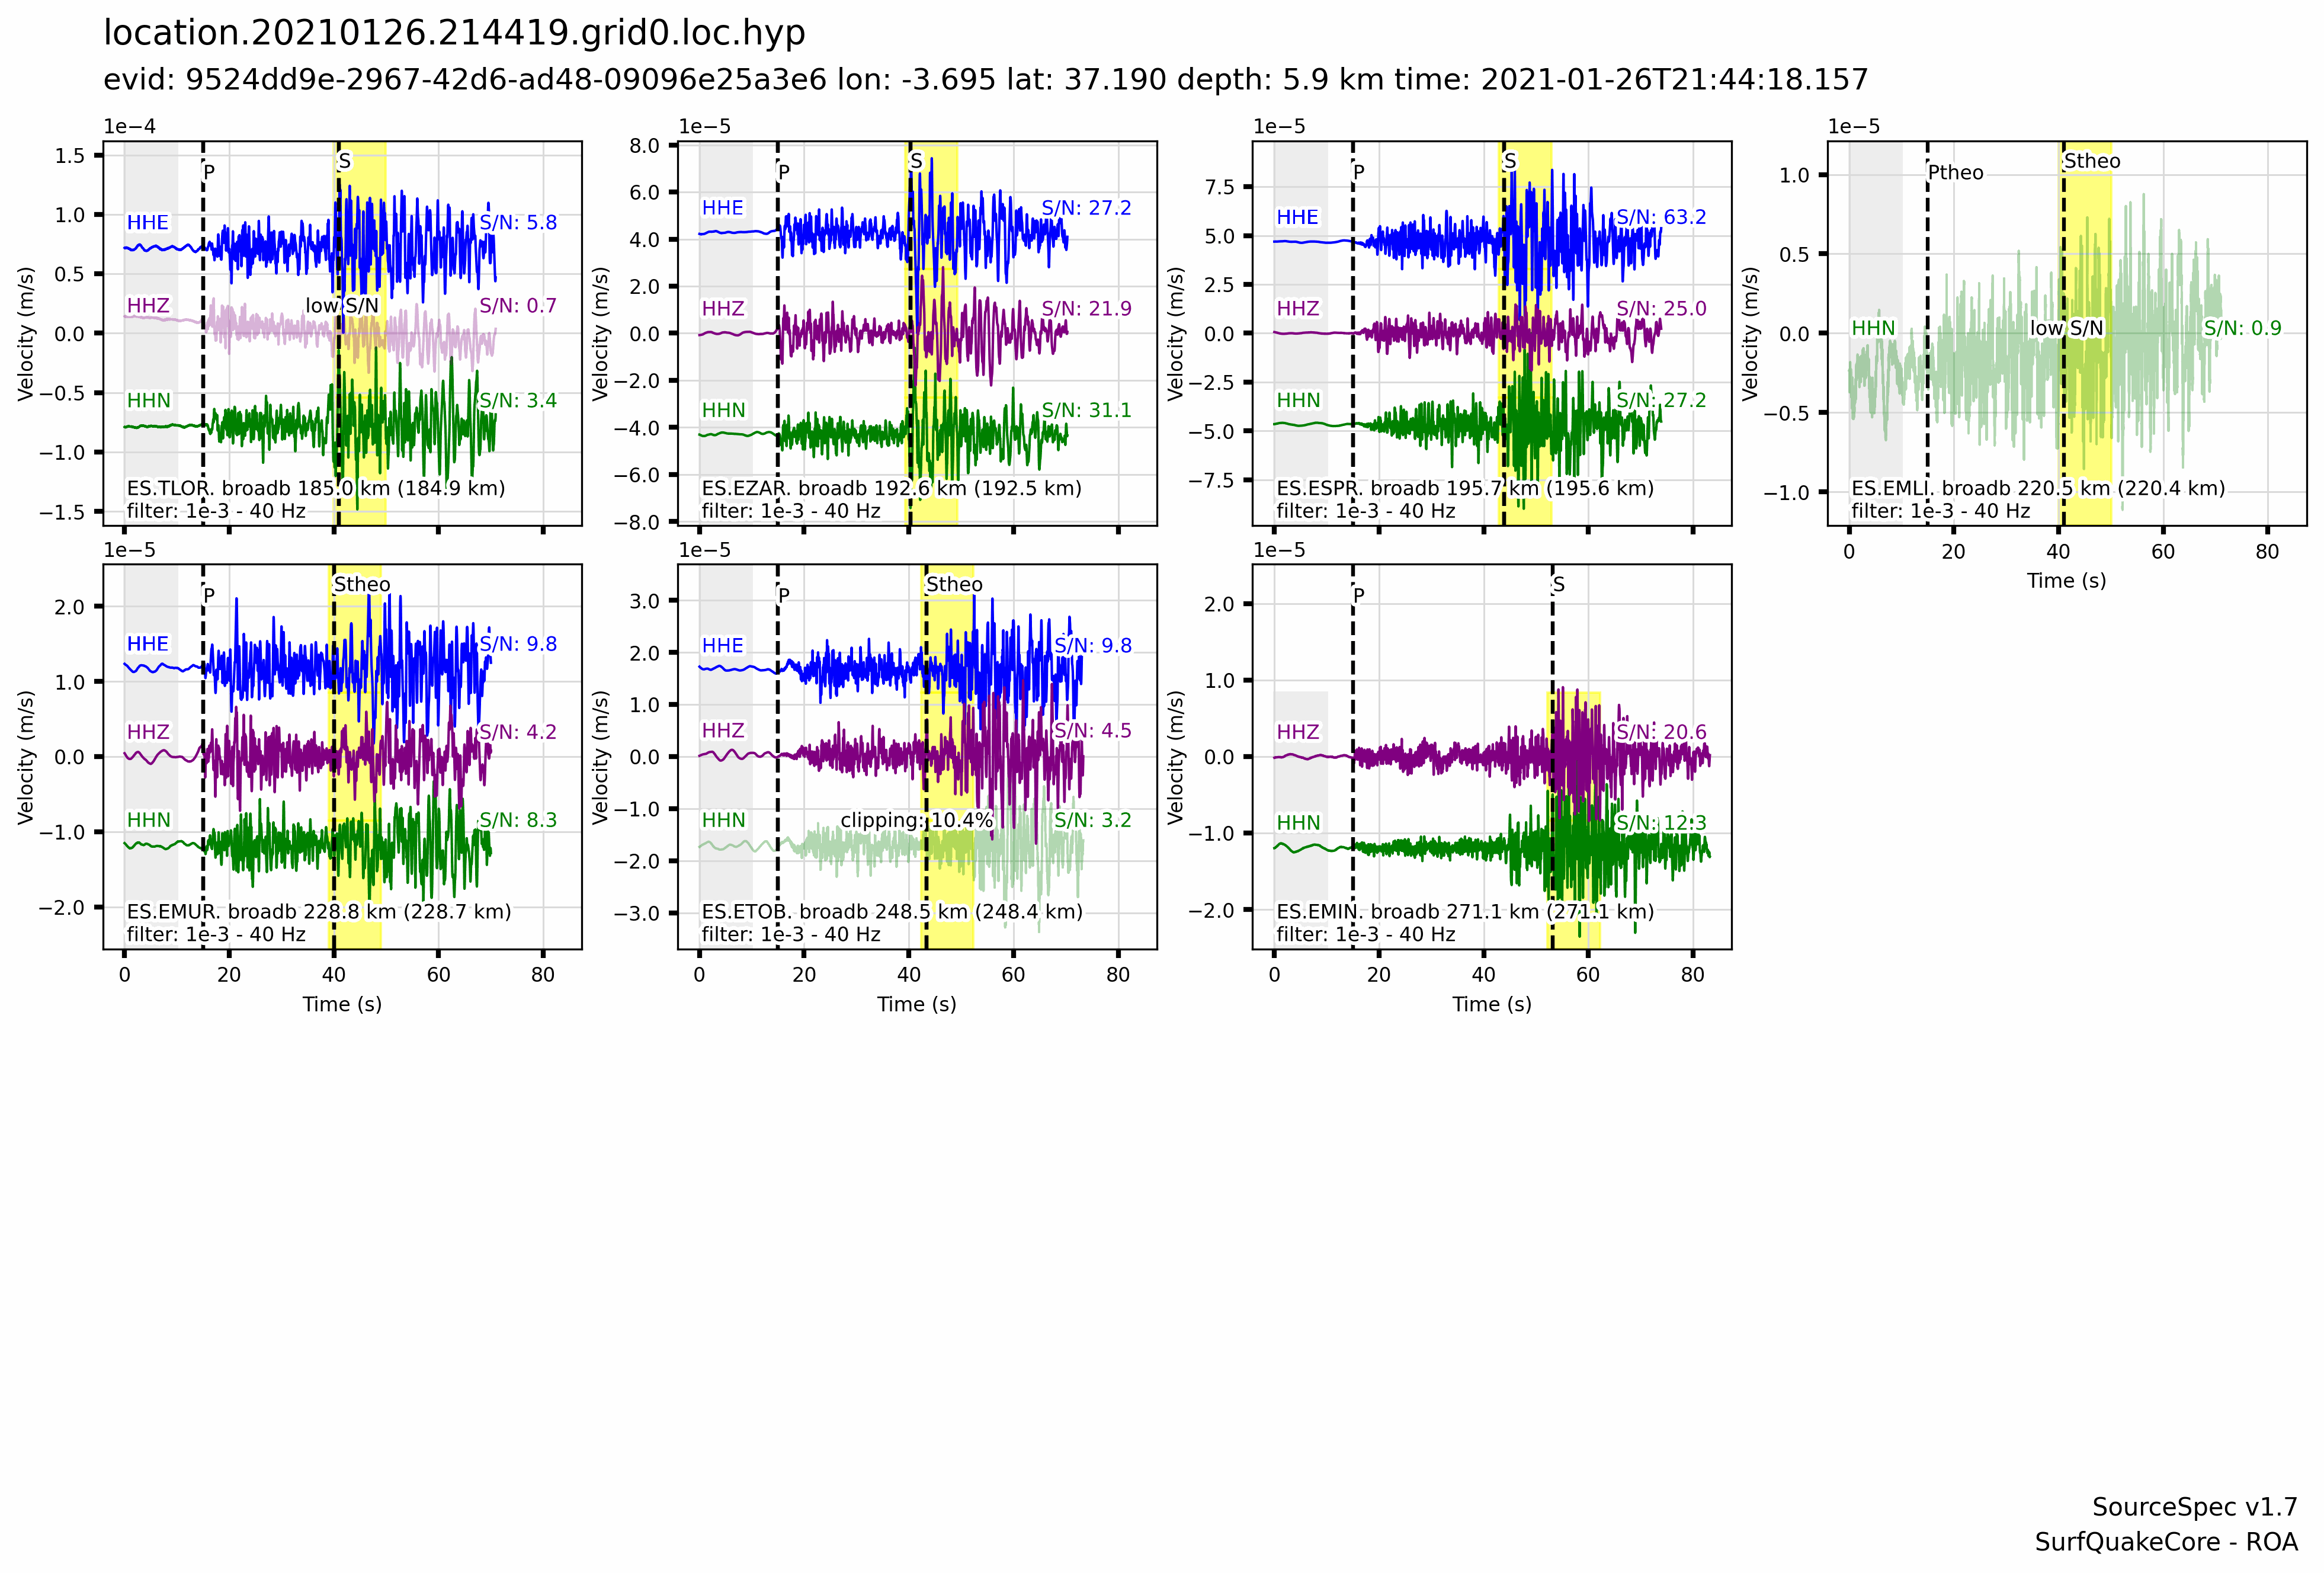 location.20210126.214419.grid0.loc.hyp
evid: 9524dd9e-2967-42d6-ad48-09096e25a3e6 lon: -3.695 lat: 37.190 depth: 5.9 km time: 2021-01-26T21:44:18.157
1e−4
1.5
1.0
0.5
0.0
−0.5
−1.0
−1.5
Velocity (m/s)
P
S
HHE
S/N: 5.8
HHZ
low S/N
S/N: 0.7
HHN
S/N: 3.4
ES.TLOR. broadb 185.0 km (184.9 km)
filter: 1e-3 - 40 Hz
1e−5
8.0
6.0
4.0
2.0
0.0
−2.0
−4.0
−6.0
−8.0
Velocity (m/s)
P
S
HHE
S/N: 27.2
HHZ
S/N: 21.9
HHN
S/N: 31.1
ES.EZAR. broadb 192.6 km (192.5 km)
filter: 1e-3 - 40 Hz
1e−5
7.5
5.0
2.5
0.0
−2.5
−5.0
−7.5
Velocity (m/s)
P
S
HHE
S/N: 63.2
HHZ
S/N: 25.0
HHN
S/N: 27.2
ES.ESPR. broadb 195.7 km (195.6 km)
filter: 1e-3 - 40 Hz
1e−5
1.0
0.5
0.0
−0.5
−1.0
Velocity (m/s)
Ptheo
Stheo
HHN
low S/N
S/N: 0.9
ES.EMLI. broadb 220.5 km (220.4 km)
filter: 1e-3 - 40 Hz
0 20 40 60 80
Time (s)
1e−5
2.0
1.0
0.0
−1.0
−2.0
Velocity (m/s)
P
Stheo
HHE
S/N: 9.8
HHZ
S/N: 4.2
HHN
S/N: 8.3
ES.EMUR. broadb 228.8 km (228.7 km)
filter: 1e-3 - 40 Hz
0 20 40 60 80
Time (s)
1e−5
3.0
2.0
1.0
0.0
−1.0
−2.0
−3.0
Velocity (m/s)
P
Stheo
HHE
S/N: 9.8
HHZ
S/N: 4.5
HHN
clipping: 10.4%
S/N: 3.2
ES.ETOB. broadb 248.5 km (248.4 km)
filter: 1e-3 - 40 Hz
0 20 40 60 80
Time (s)
1e−5
2.0
1.0
0.0
−1.0
−2.0
Velocity (m/s)
P
S
HHZ
S/N: 20.6
HHN
S/N: 12.3
ES.EMIN. broadb 271.1 km (271.1 km)
filter: 1e-3 - 40 Hz
0 20 40 60 80
Time (s)
SourceSpec v1.7
SurfQuakeCore - ROA